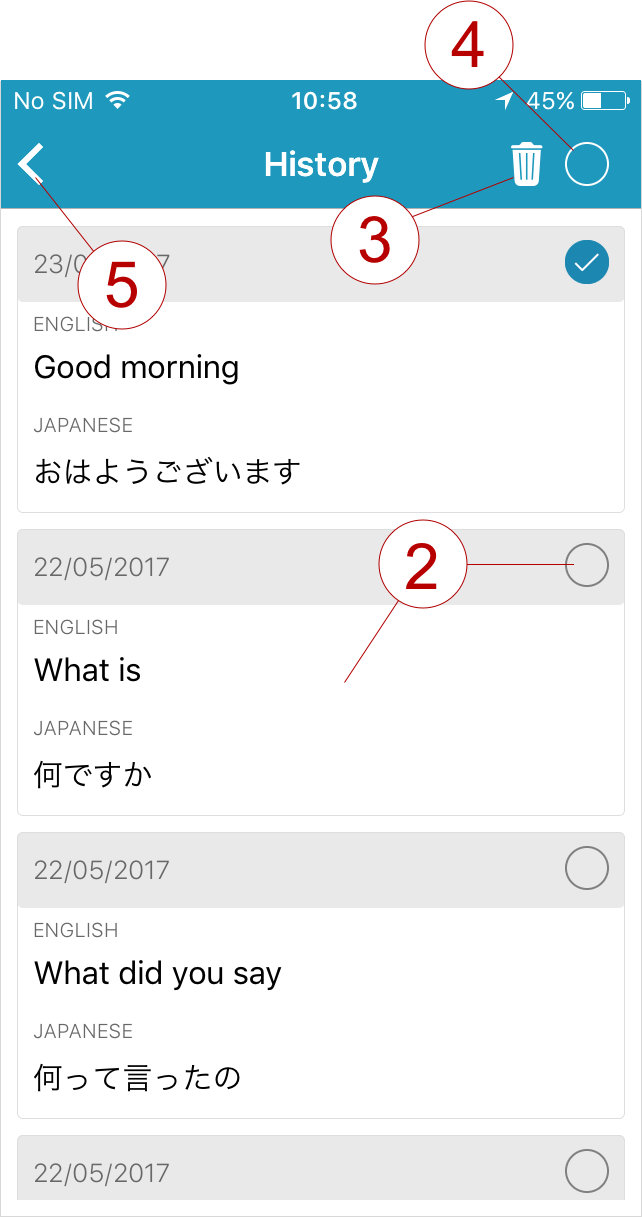 4
No SIM 10:58 45%
History
3
23/0 7
5
ENGLISH
Good morning
JAPANESE
おはようございます
22/05/2017
2
ENGLISH
What is
JAPANESE
何ですか
22/05/2017
ENGLISH
What did you say
JAPANESE
何って言ったの
22/05/2017